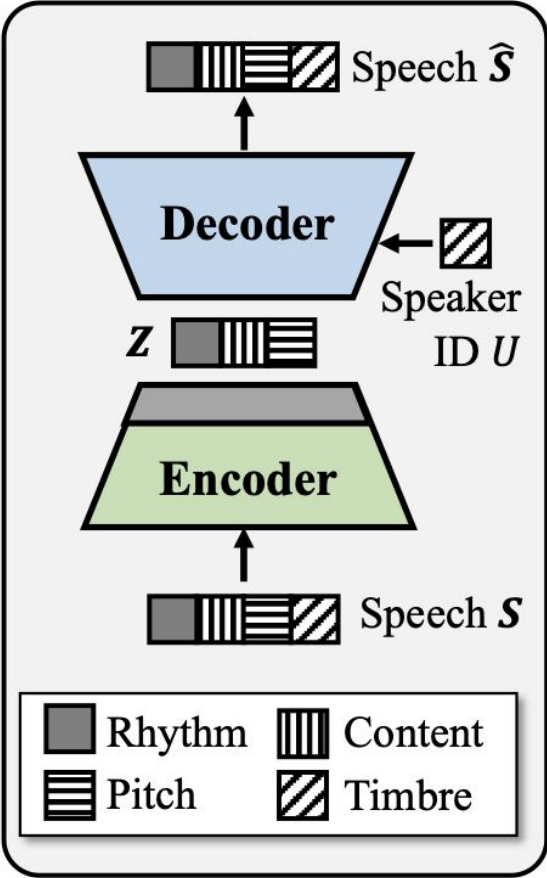 Speech Ŝ
Decoder
Speaker
ID U
Z
Encoder
Speech S
Rhythm Content
Pitch Timbre